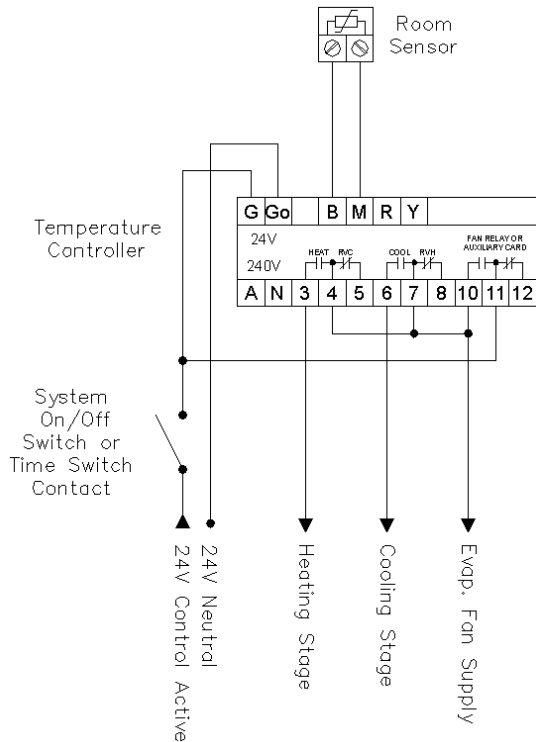 Room
Sensor
Temperature
Controller
G Go B M R Y
24V
240V
HEAT RVC COOL RVH
FAN RELAY OR
AUXILIARY CARD
A N 3 4 5 6 7 8 10 11 12
System
On/Off
Switch or
Time Switch
Contact
24V Control Active
24V Neutral
Heating Stage
Cooling Stage
Evap. Fan Supply